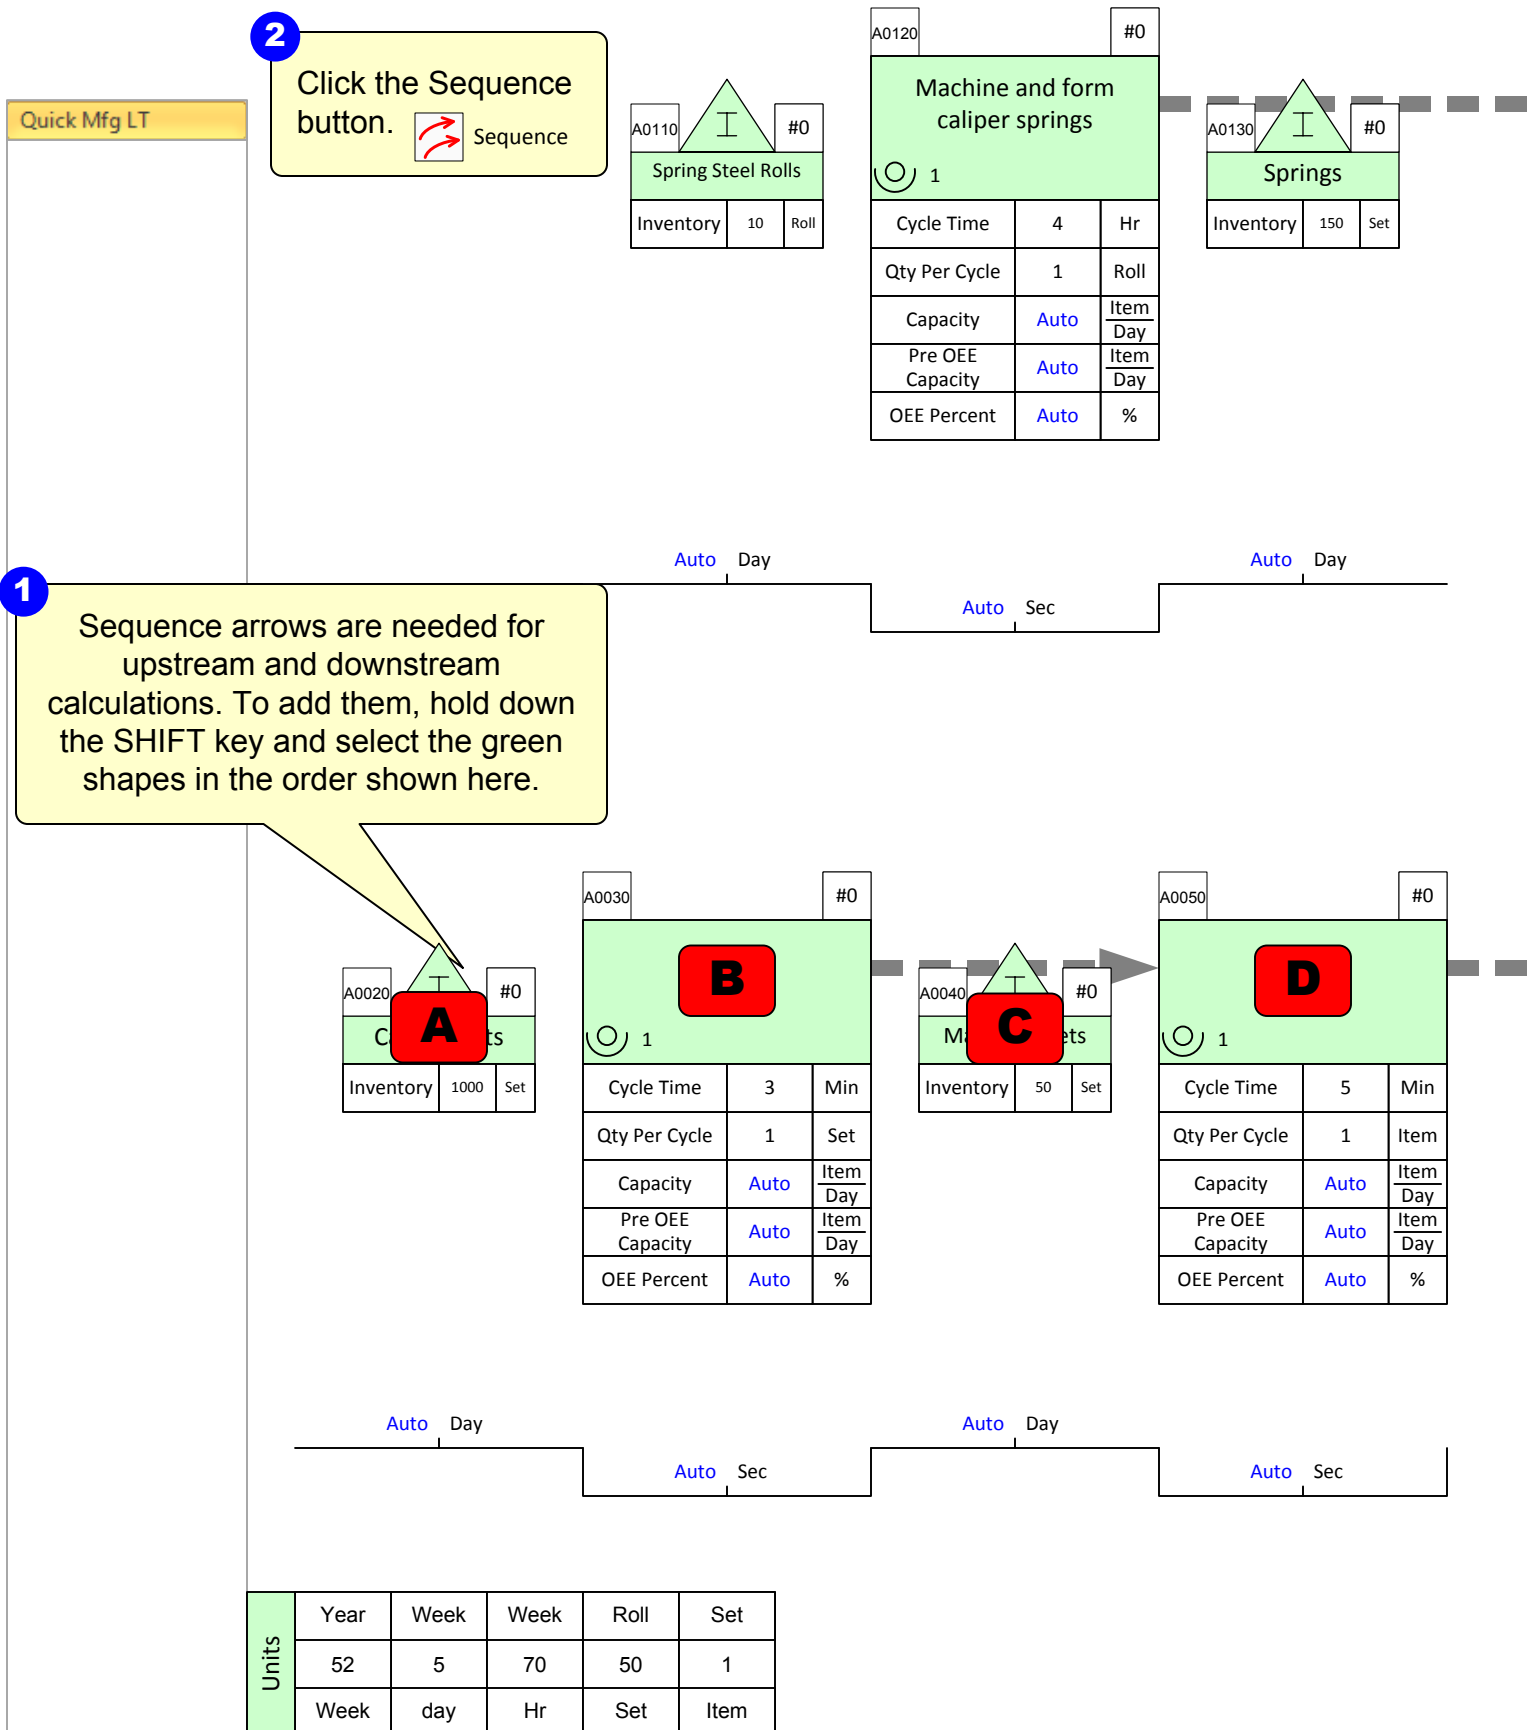 2
Click the Sequence
button.
Sequence
Quick Mfg LT
A0110
I
#0
Spring Steel Rolls
Inventory 10 Roll
A0120
#0
Machine and form
caliper springs
1
Cycle Time 4 Hr
Qty Per Cycle 1 Roll
Capacity Auto Item
Day
Pre OEE
Capacity Auto Item
Day
OEE Percent Auto %
A0130
I
#0
Springs
Inventory 150 Set
Auto Day
Auto Sec
Auto Day
1
Sequence arrows are needed for
upstream and downstream
calculations. To add them, hold down
the SHIFT key and select the green
shapes in the order shown here.
A0020
#0
A
Inventory 1000 Set
A0030
#0
B
1
Cycle Time 3 Min
Qty Per Cycle 1 Set
Capacity Auto Item
Day
Pre OEE
Capacity Auto Item
Day
OEE Percent Auto %
A0040
#0
C
Inventory 50 Set
A0050
#0
D
1
Cycle Time 5 Min
Qty Per Cycle 1 Item
Capacity Auto Item
Day
Pre OEE
Capacity Auto Item
Day
OEE Percent Auto %
Auto Day
Auto Sec
Auto Day
Auto Sec
Units
Year Week Week Roll Set
52 5 70 50 1
Week day Hr Set Item